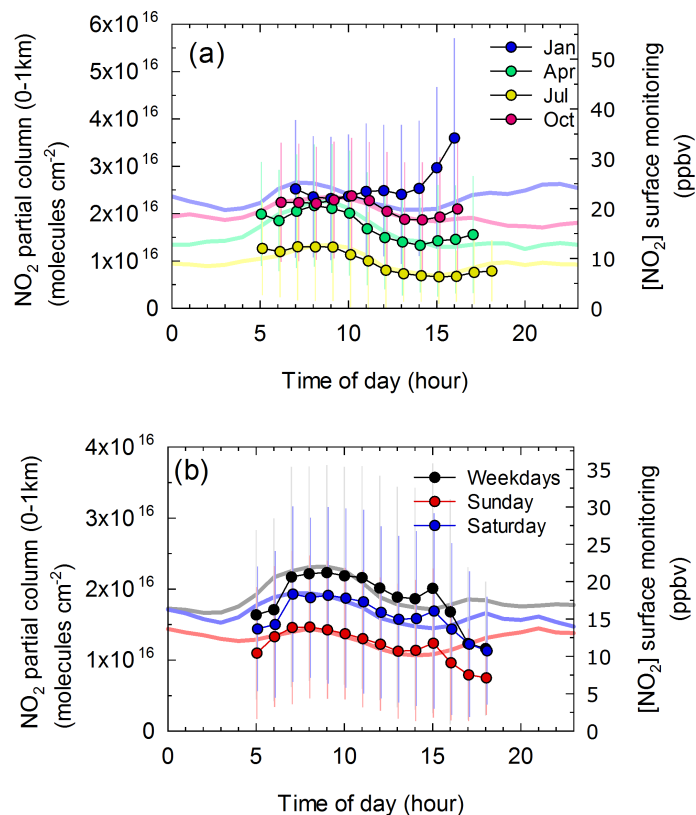 (a)
Jan
Apr
Jul
Oct
6x10 16
5x10 16
4x10 16
3x10 16
2x10 16
1x10 16
0
NO2 partial column (0-1km)
(molecules cm-2)
50
40
30
20
10
0
[NO2] surface monitoring
(ppbv)
0 5 10 15 20
Time of day (hour)
(b)
Weekdays
Sunday
Saturday
4x10 16
3x10 16
2x10 16
1x10 16
0
NO2 partial column (0-1km)
(molecules cm-2)
35
30
25
20
15
10
5
0
[NO2] surface monitoring
(ppbv)
0 5 10 15 20
Time of day (hour)